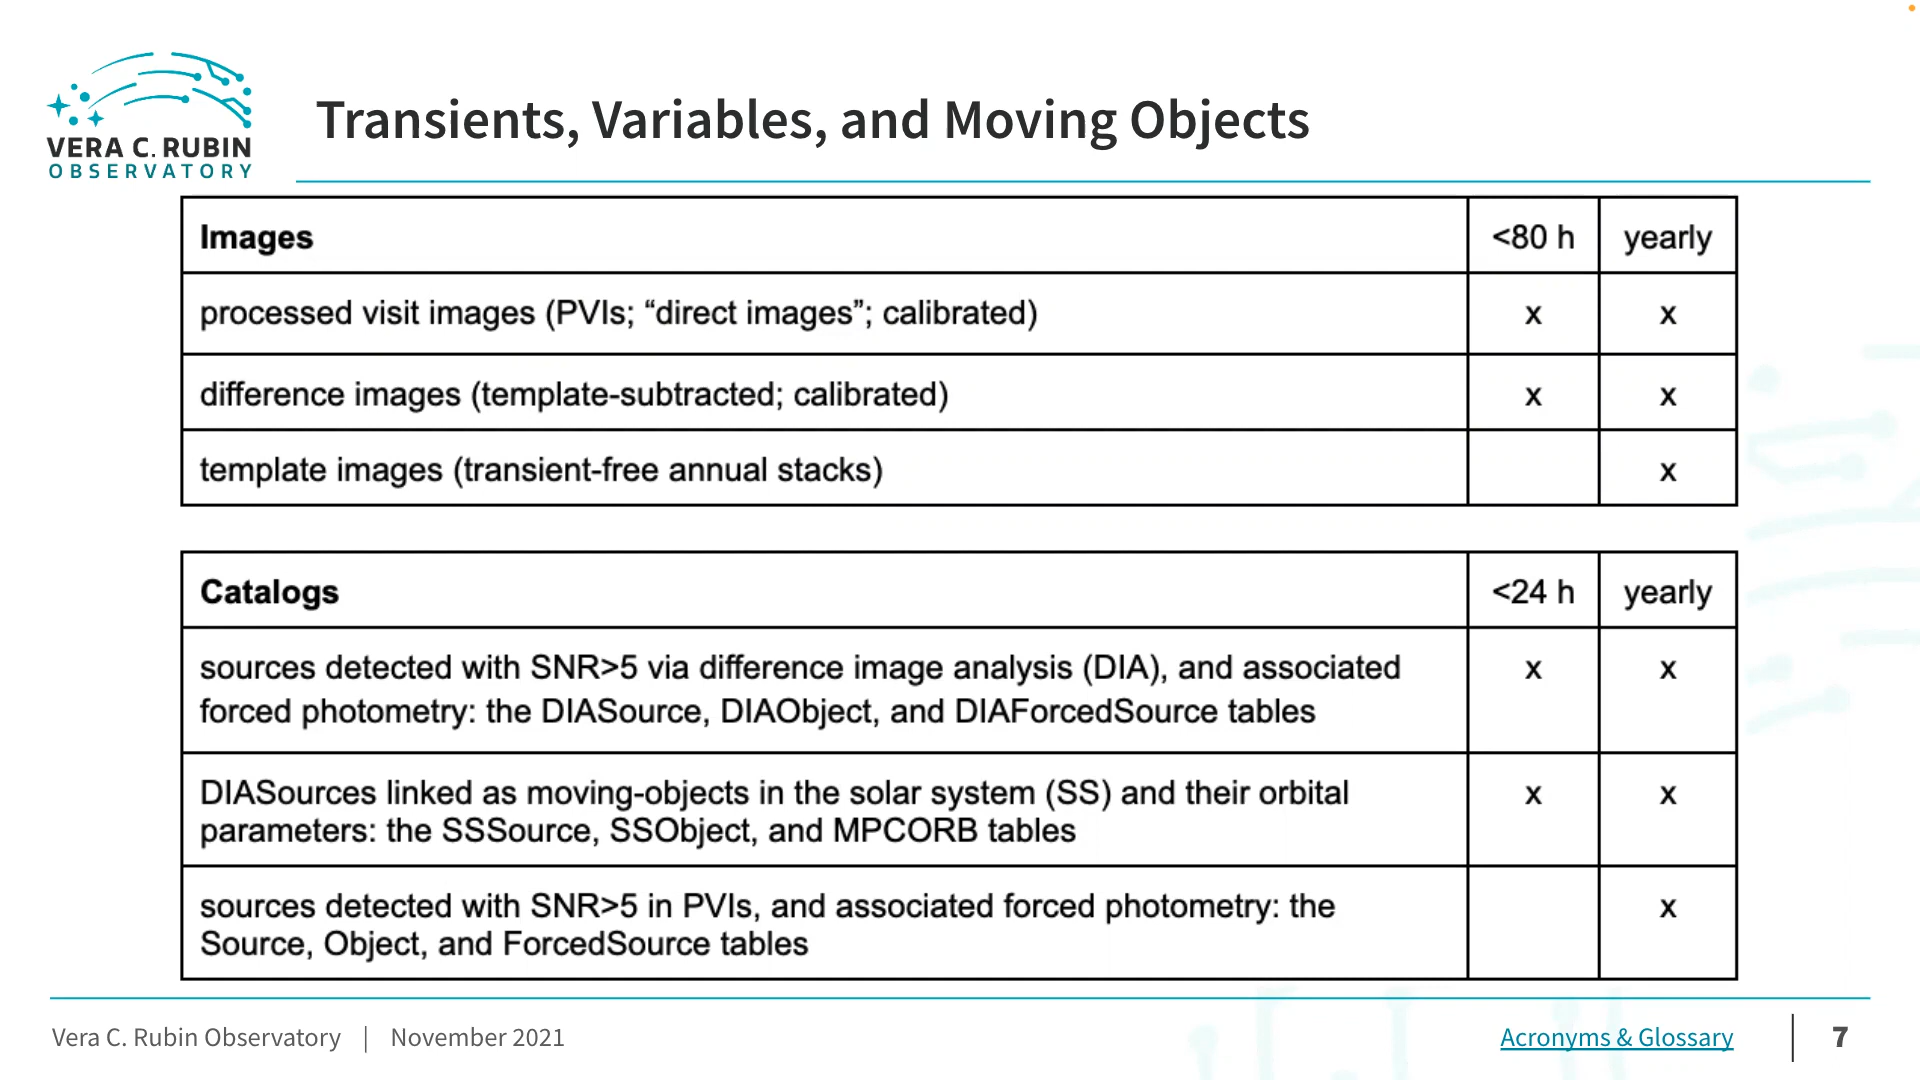 VERA C. RUBIN
OBSERVATORY
Transients, Variables, and Moving Objects
Images <80 h yearly
processed visit images (PVIs; “direct images”; calibrated) x x
difference images (template-subtracted; calibrated) x x
template images (transient-free annual stacks) x
Catalogs <24 h yearly
sources detected with SNR>5 via difference image analysis (DIA), and associated x x
forced photometry: the DIASource, DIAObject, and DIAForcedSource tables
DIASources linked as moving-objects in the solar system (SS) and their orbital x x
parameters: the SSSource, SSObject, and MPCORB tables
sources detected with SNR>5 in PVIs, and associated forced photometry: the x
Source, Object, and ForcedSource tables
Vera C. Rubin Observatory | November 2021
Acronyms & Glossary
7